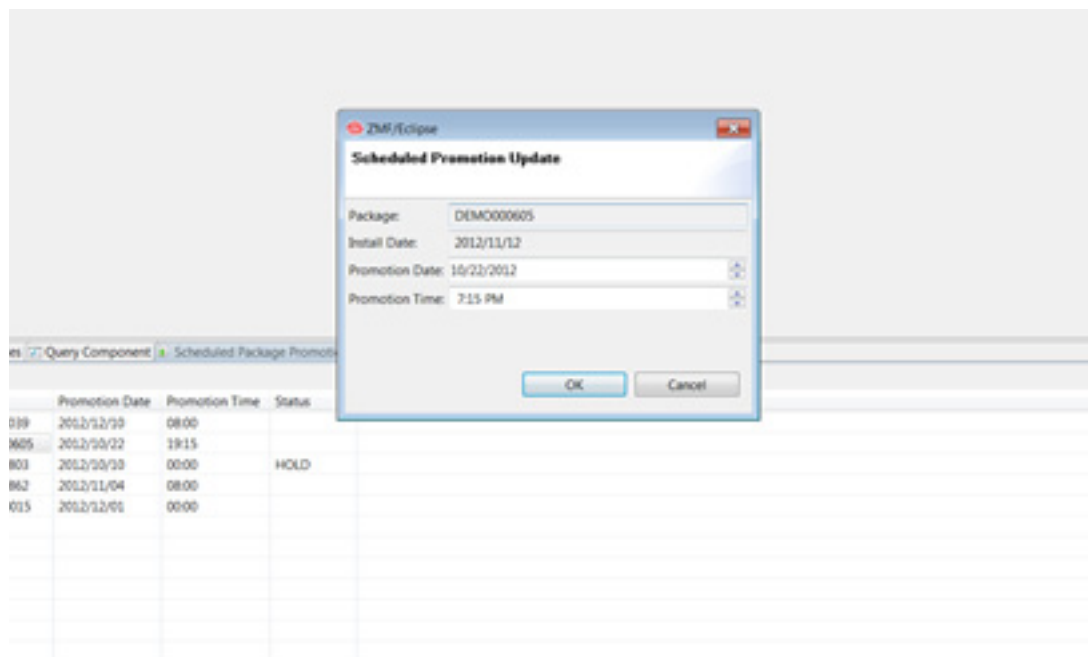 ZMF/Eclipse
Scheduled Promotion Update
Package: DEMO000605
Install Date: 2012/11/12
Promotion Date: 10/22/2012
Promotion Time: 7:15 PM
OK Cancel
es Query Component Scheduled Package Promoti
Promotion Date Promotion Time Status
039 2012/12/10 08:00
0605 2012/10/22 19:15
803 2012/10/10 00:00 HOLD
862 2012/11/04 08:00
015 2012/12/01 00:00